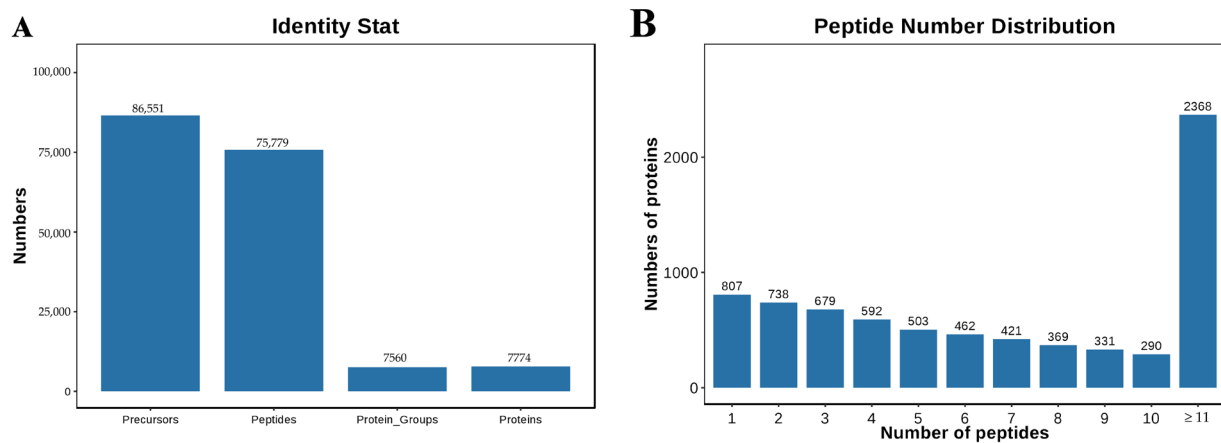 A
Identity Stat
Numbers
100,000
75,000
50,000
25,000
0
86,551
75,779
7560
7774
Precursors Peptides Protein_Groups Proteins
B
Peptide Number Distribution
Numbers of proteins
2000
1000
0
807 738 679 592 503 462 421 369 331 290 2368
1 2 3 4 5 6 7 8 9 10 ≥ 11
Number of peptides